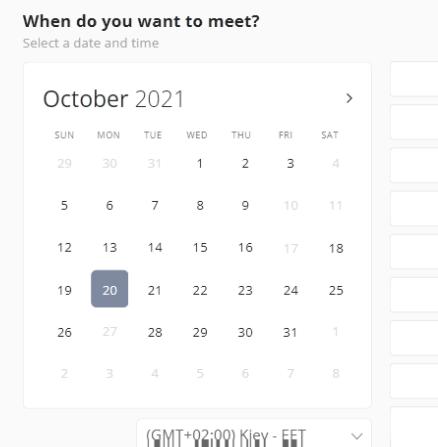 When do you want to meet?
Select a date and time
October 2021
SUN MON TUE WED THU FRI SAT
29 30 31 1 2 3 4
5 6 7 8 9 10 11
12 13 14 15 16 17 18
19 20 21 22 23 24 25
26 27 28 29 30 31 1
2 3 4 5 6 7 8
(GMT+02:00) Kiev - EET